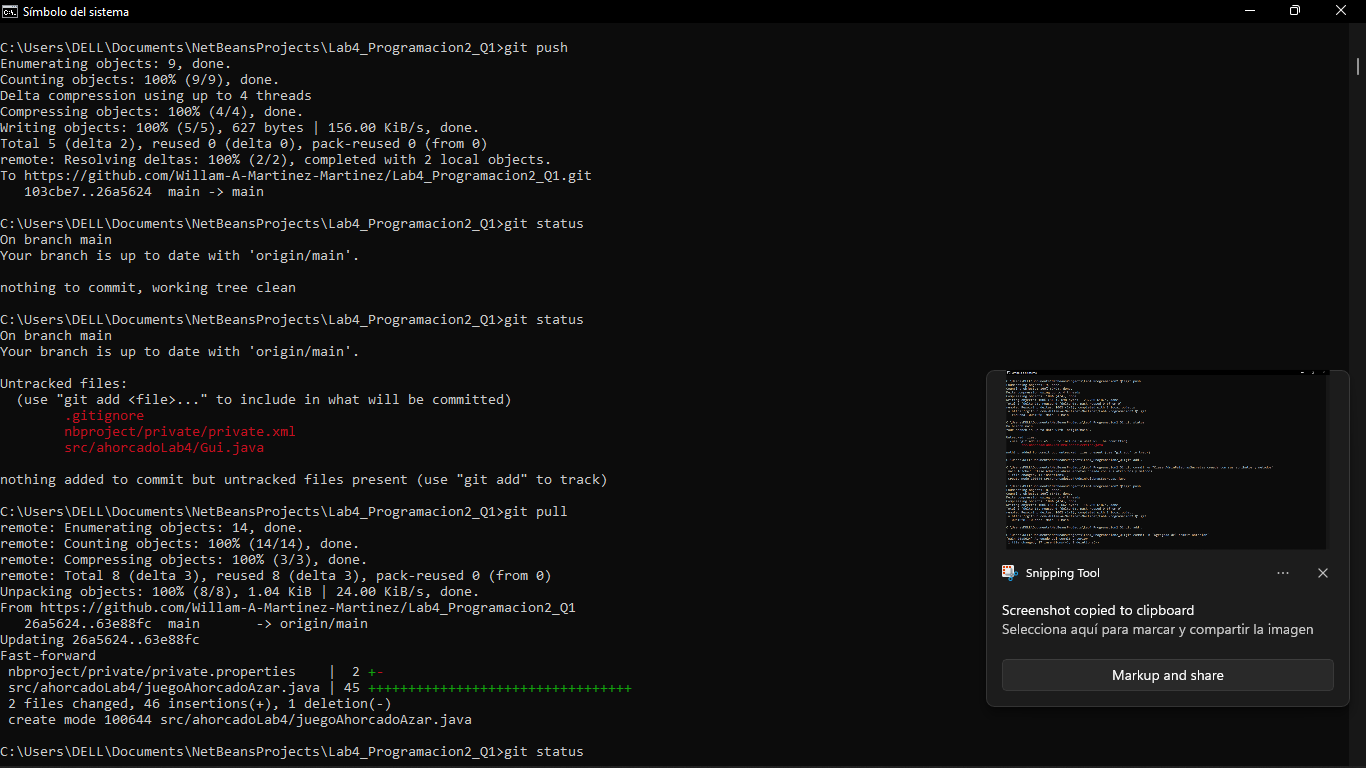 Símbolo del sistema
C:\Users\DELL\Documents\NetBeansProjects\Lab4_Programacion2_Q1>git push
Enumerating objects: 9, done.
Counting objects: 100% (9/9), done.
Delta compression using up to 4 threads
Compressing objects: 100% (4/4), done.
Writing objects: 100% (5/5), 627 bytes | 156.00 KiB/s, done.
Total 5 (delta 2), reused 0 (delta 0), pack-reused 0 (from 0)
remote: Resolving deltas: 100% (2/2), completed with 2 local objects.
To https://github.com/Willam-A-Martinez-Martinez/Lab4_Programacion2_Q1.git
   103cbe7..26a5624  main -> main
C:\Users\DELL\Documents\NetBeansProjects\Lab4_Programacion2_Q1>git status
On branch main
Your branch is up to date with 'origin/main'.
nothing to commit, working tree clean
C:\Users\DELL\Documents\NetBeansProjects\Lab4_Programacion2_Q1>git status
On branch main
Your branch is up to date with 'origin/main'.
Untracked files:
  (use "git add <file>..." to include in what will be committed)
        .gitignore
        nbproject/private/private.xml
        src/ahorcadoLab4/Gui.java
nothing added to commit but untracked files present (use "git add" to track)
C:\Users\DELL\Documents\NetBeansProjects\Lab4_Programacion2_Q1>git pull
remote: Enumerating objects: 14, done.
remote: Counting objects: 100% (14/14), done.
remote: Compressing objects: 100% (3/3), done.
remote: Total 8 (delta 3), reused 8 (delta 3), pack-reused 0 (from 0)
Unpacking objects: 100% (8/8), 1.04 KiB | 24.00 KiB/s, done.
From https://github.com/Willam-A-Martinez-Martinez/Lab4_Programacion2_Q1
   26a5624..63e88fc  main       -> origin/main
Updating 26a5624..63e88fc
Fast-forward
 nbproject/private/private.properties    |  2 +-
 src/ahorcadoLab4/juegoAhorcadoAzar.java | 45 +++++++++++++++++++++++++++++++++
 2 files changed, 46 insertions(+), 1 deletion(-)
 create mode 100644 src/ahorcadoLab4/juegoAhorcadoAzar.java
C:\Users\DELL\Documents\NetBeansProjects\Lab4_Programacion2_Q1>git status
Snipping Tool
Screenshot copied to clipboard
Selecciona aquí para marcar y compartir la imagen
Markup and share